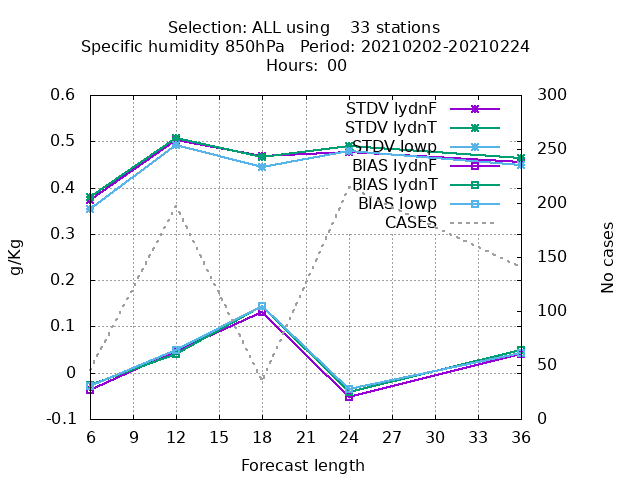 Selection: ALL using    33 stations
Specific humidity 850hPa   Period: 20210202-20210224
Hours: 00
0.6
0.5
0.4
0.3
0.2
0.1
0
-0.1
g/Kg
STDV lydnF
STDV lydnT
STDV lowp
BIAS lydnF
BIAS lydnT
BIAS lowp
CASES
300
250
200
150
100
50
0
No cases
6 9 12 15 18 21 24 27 30 33 36
Forecast length